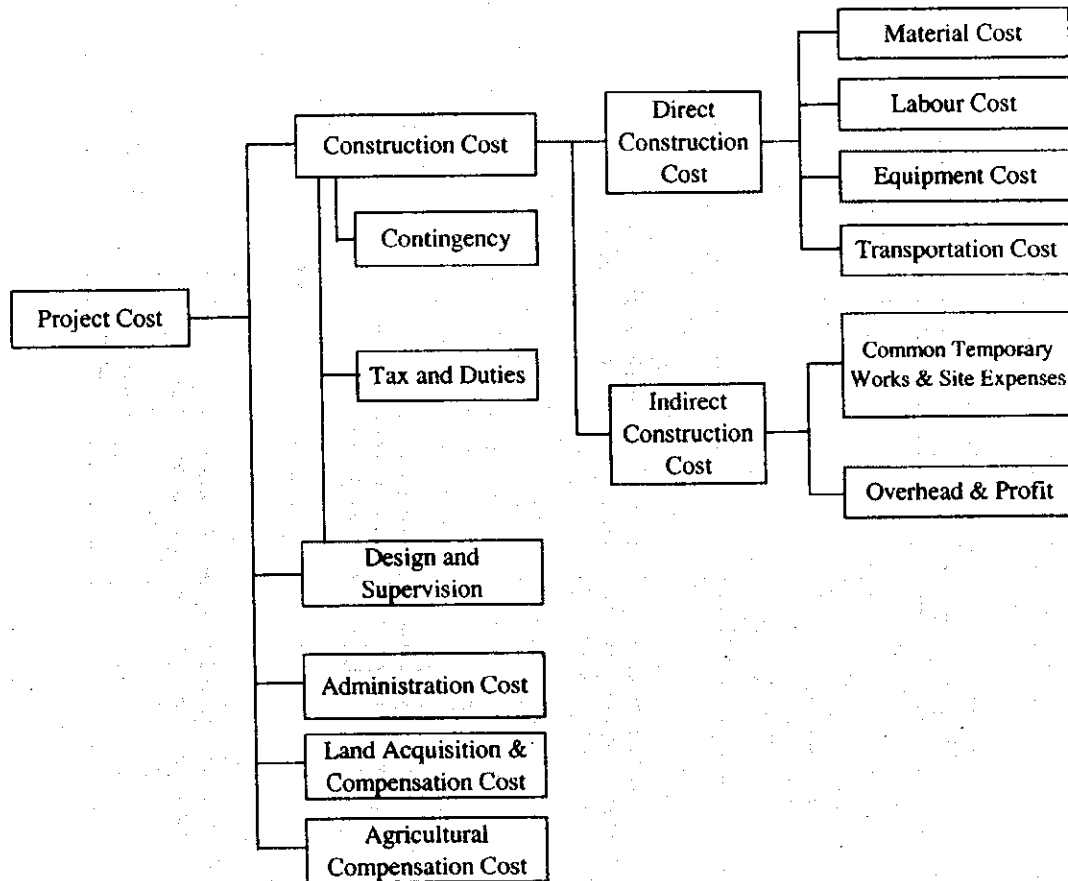 Material Cost
Labour Cost
Equipment Cost
Transportation Cost
Direct
Construction
Cost
Construction Cost
Contingency
Project Cost
Tax and Duties
Common Temporary
Works & Site Expenses
Indirect
Construction
Cost
Overhead & Profit
Design and
Supervision
Administration Cost
Land Acquisition &
Compensation Cost
Agricultural
Compensation Cost